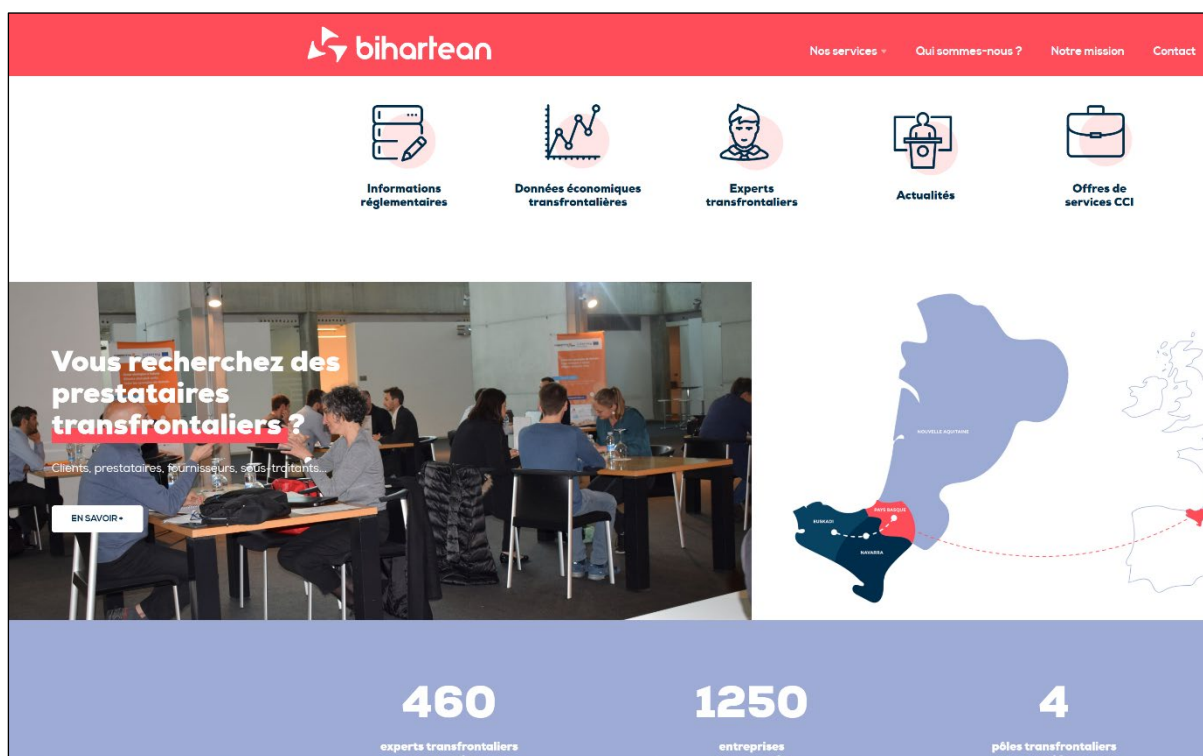 bihartean
Nos services
Qui sommes-nous ?
Notre mission
Contact
Informations
réglementaires
Données économiques
transfrontalières
Experts
transfrontaliers
Actualités
Offres de
services CCI
Vous recherchez des
prestataires
transfrontaliers ?
Clients, prestataires, fournisseurs, sous-traitants...
EN SAVOIR +
NOUVELLE AQUITAINE
PAYS BASQUE
EUSKADI
NAVARRA
460
experts transfrontaliers
1250
entreprises
4
pôles transfrontaliers